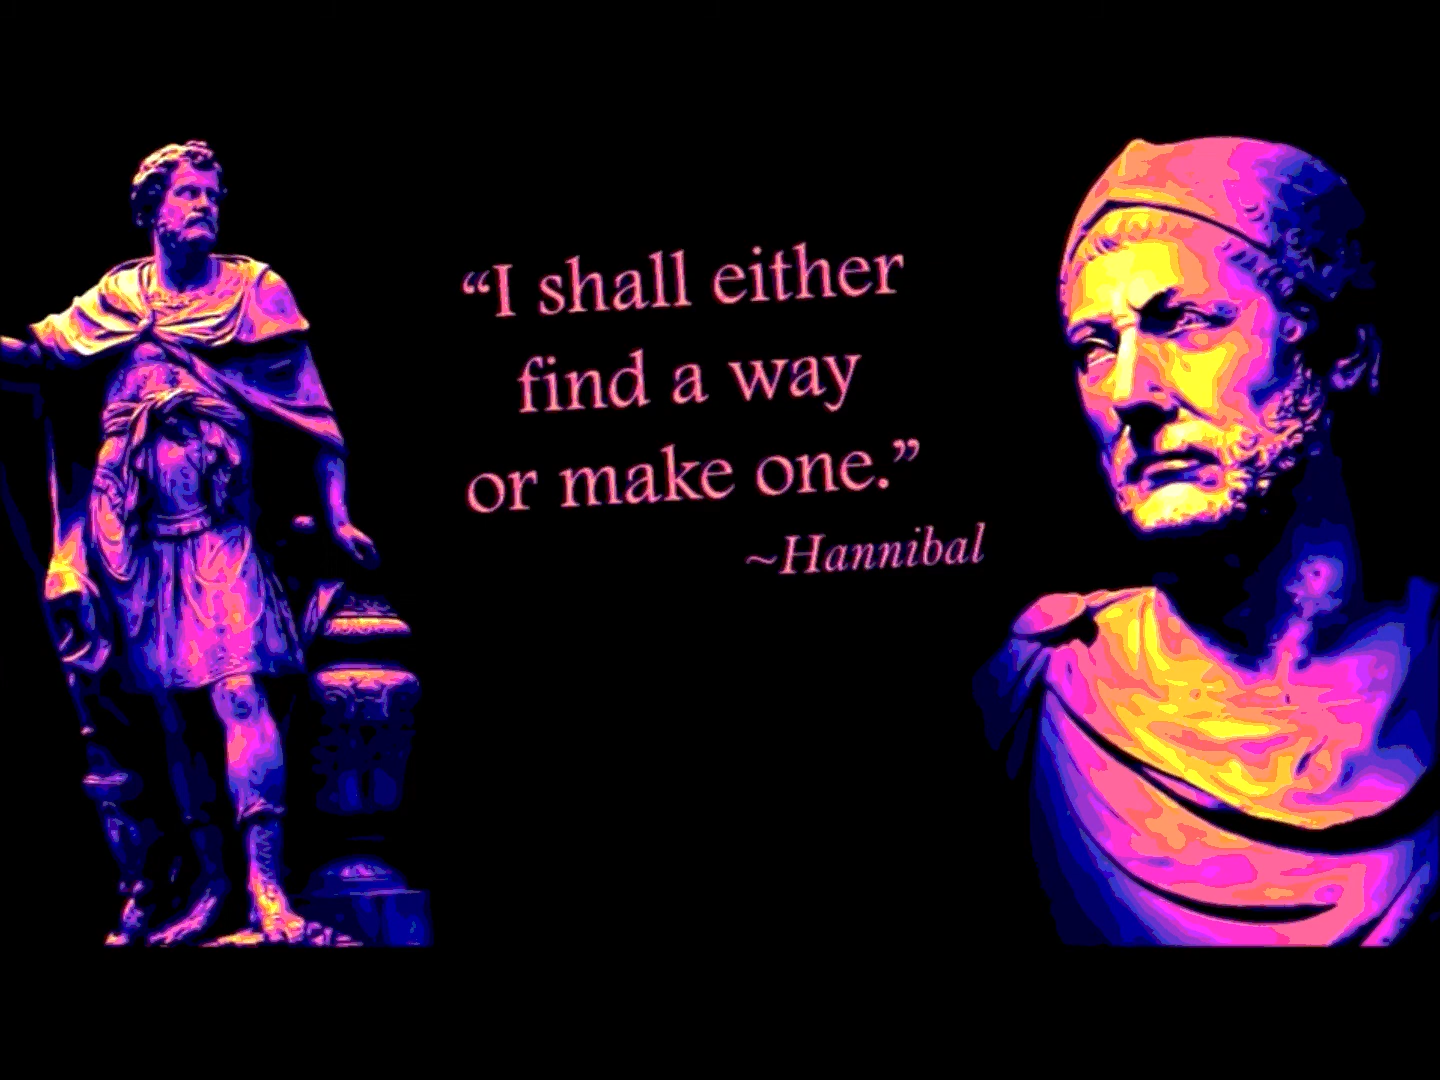 “I shall either
find a way
or make one.”
~Hannibal